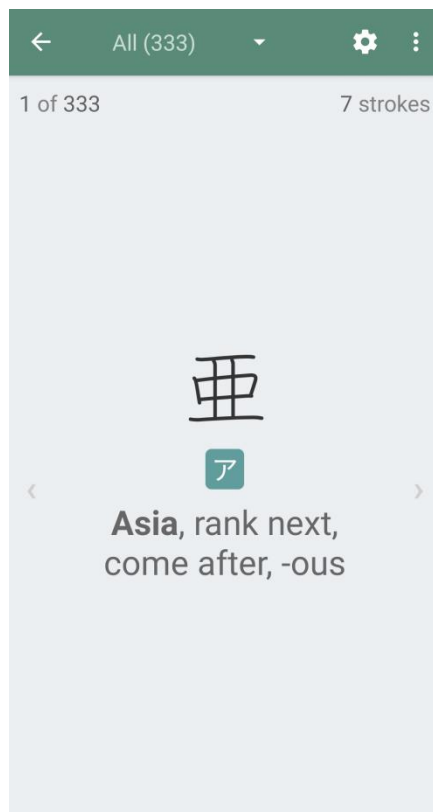 All (333)
1 of 333
7 strokes
亜
ア
Asia, rank next,
come after, -ous